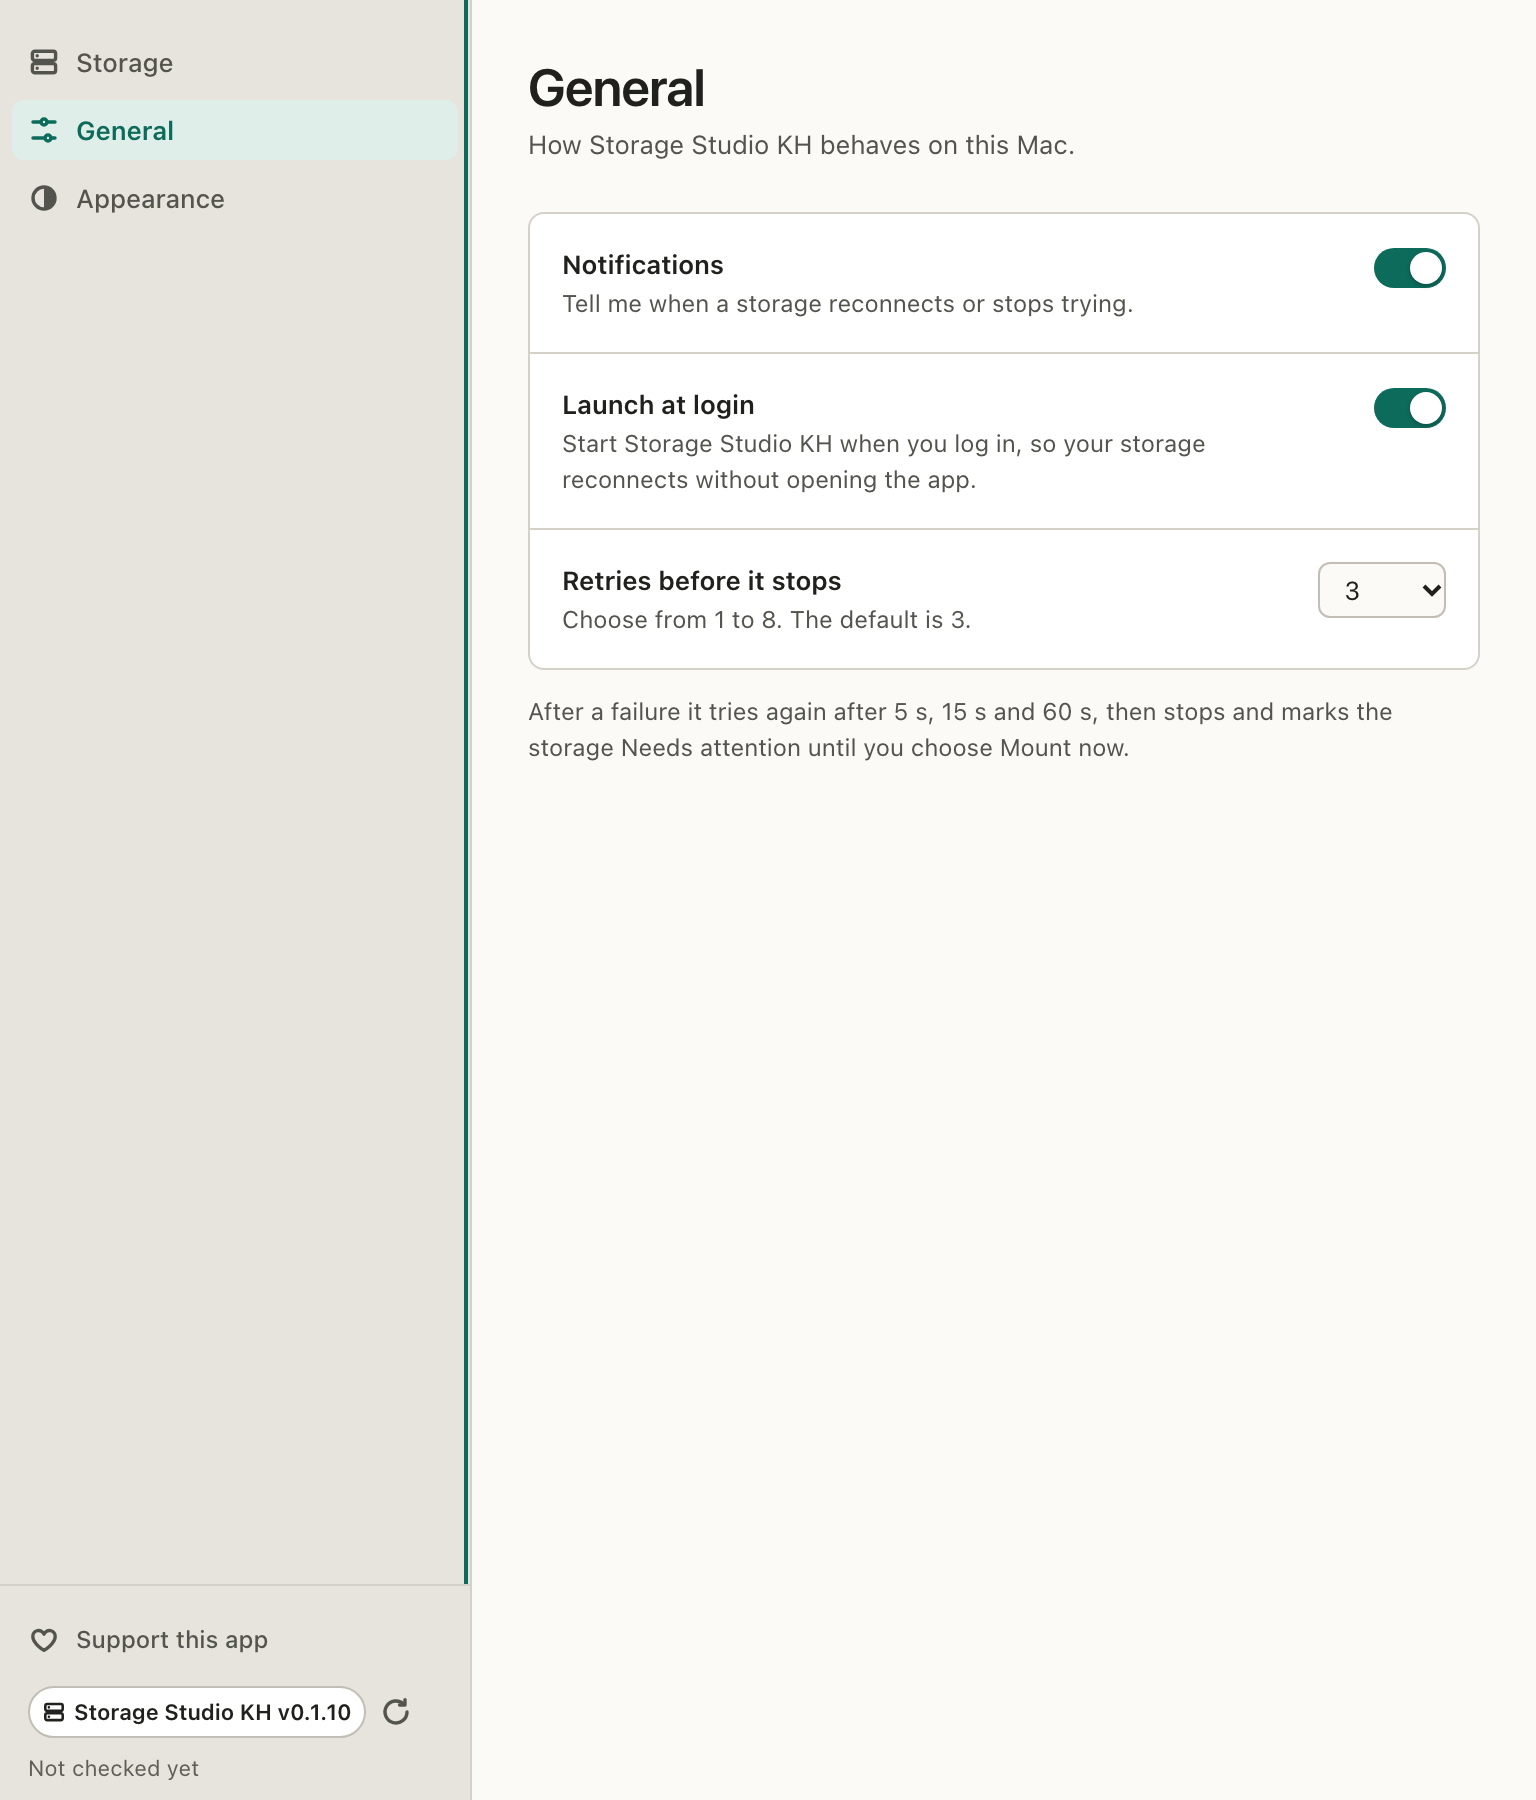 Storage
General
Appearance
General
How Storage Studio KH behaves on this Mac.
Notifications
Tell me when a storage reconnects or stops trying.
Launch at login
Start Storage Studio KH when you log in, so your storage
reconnects without opening the app.
Retries before it stops
3
Choose from 1 to 8. The default is 3.
After a failure it tries again after 5 s, 15 s and 60 s, then stops and marks the
storage Needs attention until you choose Mount now.
Support this app
Storage Studio KH v0.1.10
Not checked yet